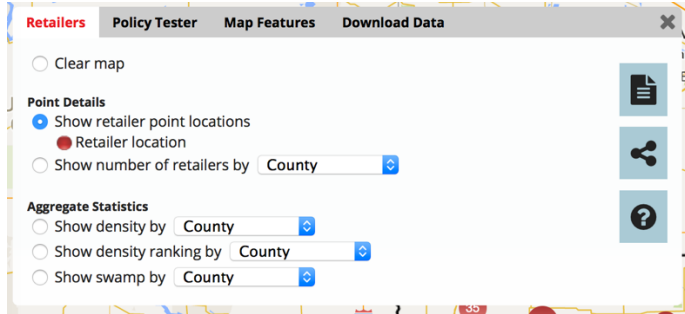 Retailers Policy Tester Map Features Download Data
Clear map
Point Details
Show retailer point locations
Retailer location
Show number of retailers by County
Aggregate Statistics
Show density by County
Show density ranking by County
Show swamp by County
35